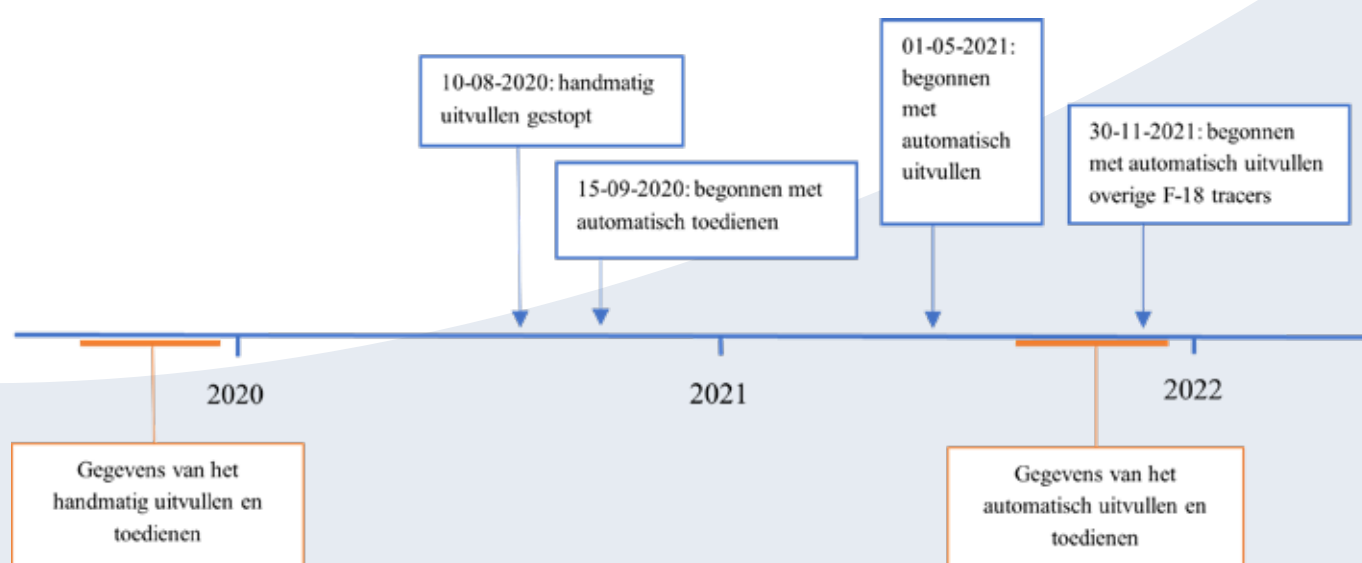 10-08-2020: handmatig
uitvullen gestopt
15-09-2020: begonnen met
automatisch toedienen
01-05-2021:
begonnen
met
automatisch
uitvullen
30-11-2021: begonnen
met automatisch uitvullen
overige F-18 tracers
2020
2021
2022
Gegevens van het
handmatig uitvullen en
toedienen
Gegevens van het
automatisch uitvullen en
toedienen